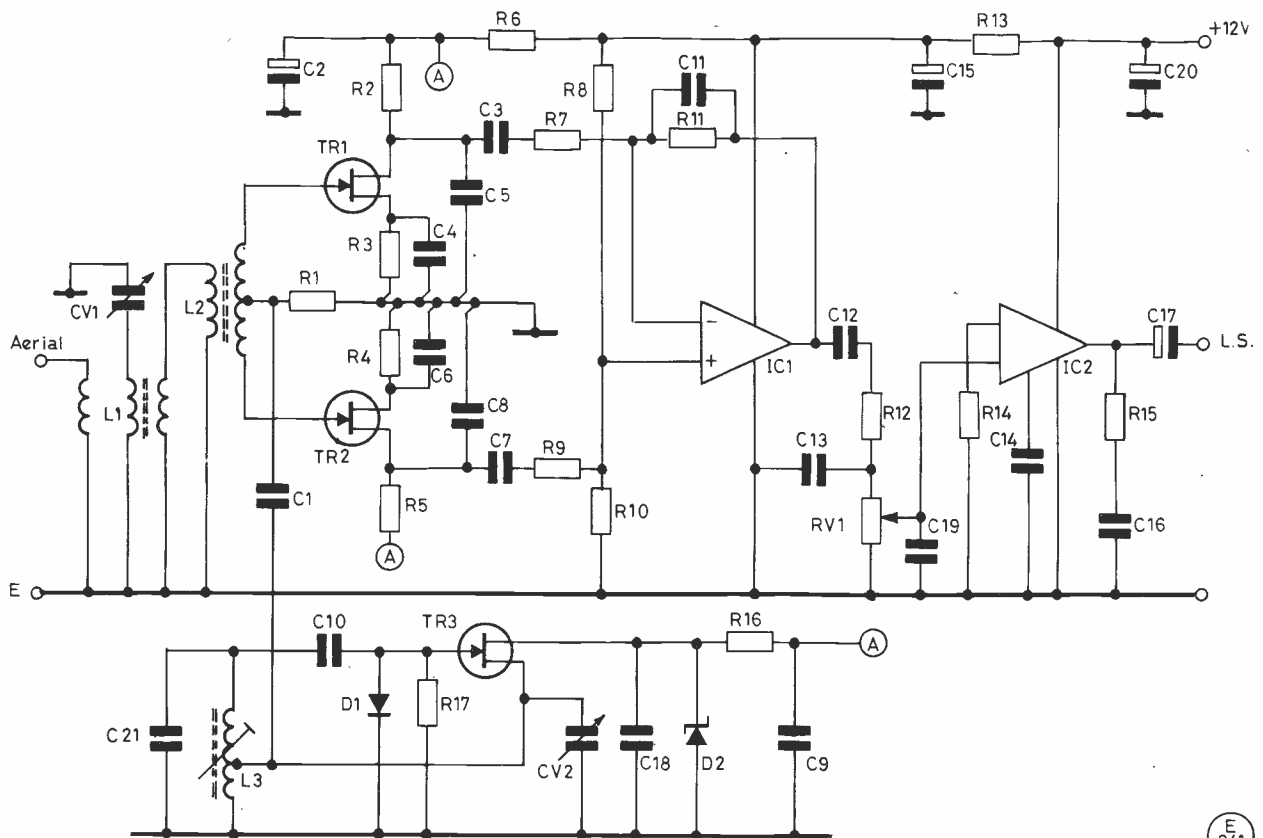 R6
R13
+12V
C2
A
C11
C15
C20
R2
R8
C3
R7
R11
TR1
C5
R3
C4
R1
L2
CV1
C12
C17
L.S.
Aerial
R4
C6
−
+
IC1
IC2
L1
R12
R14
R15
C8
TR2
C7
R9
C13
C14
C1
R5
R10
RV1
C19
C16
A
E
C10
TR3
R16
A
D1
R17
C21
L3
CV2
C18
D2
C9
E